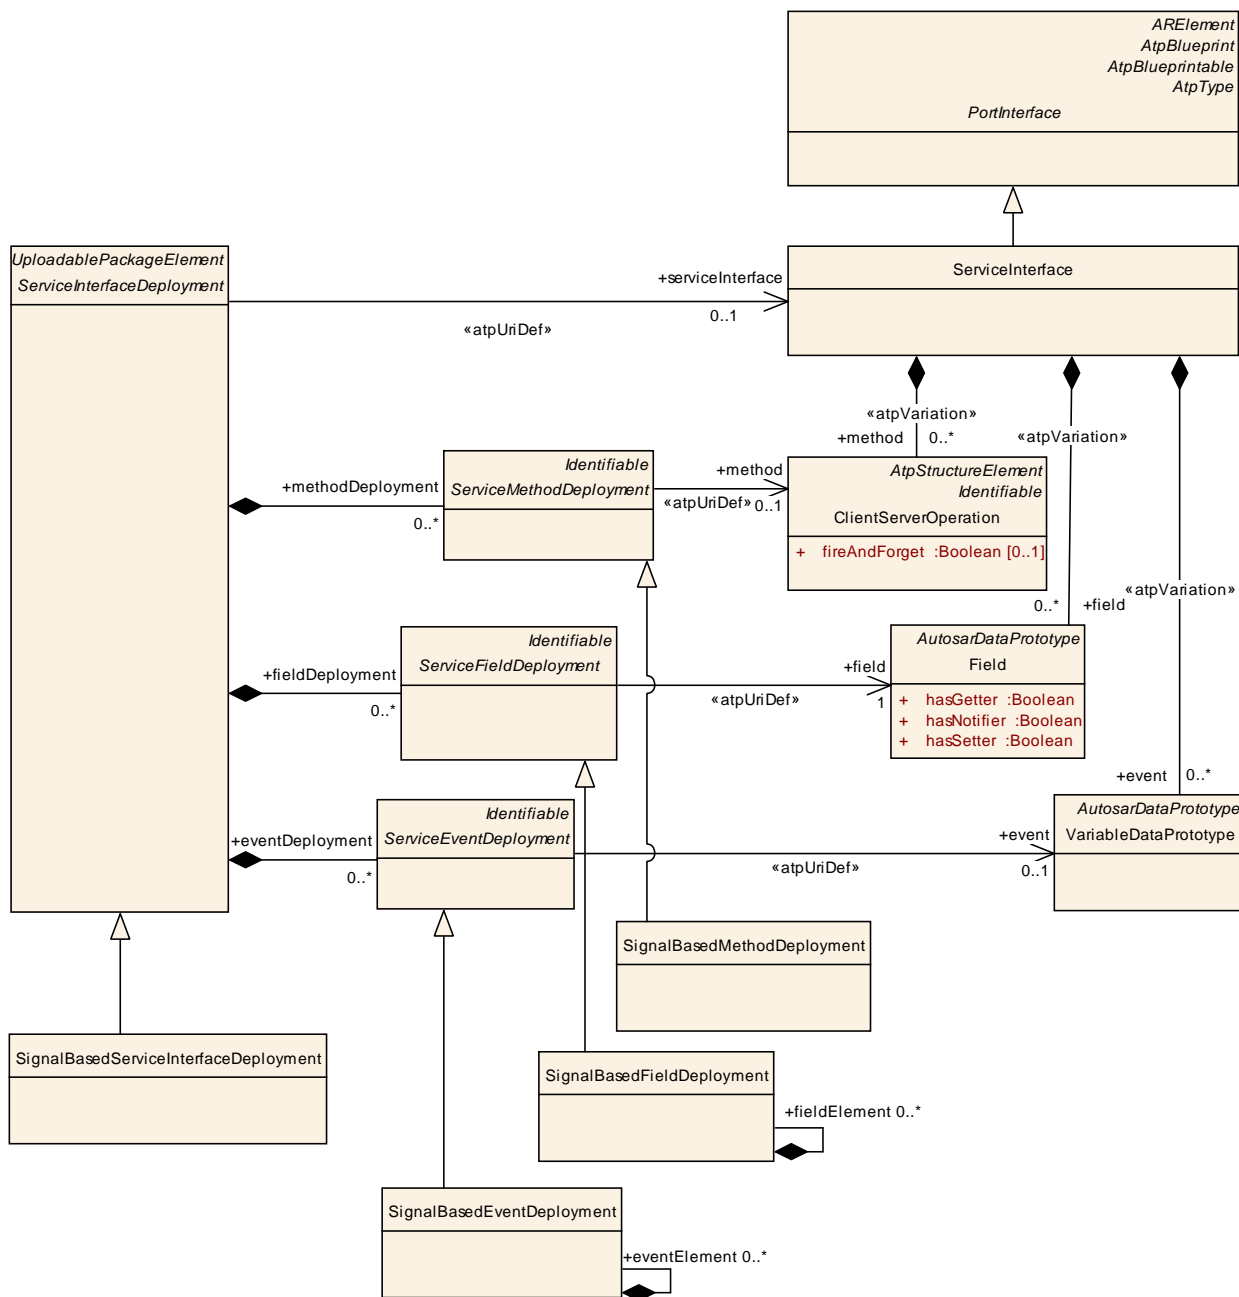 ARElement
AtpBlueprint
AtpBlueprintable
AtpType
PortInterface
UploadablePackageElement
ServiceInterfaceDeployment
ServiceInterface
+serviceInterface
0..1
«atpUriDef»
«atpVariation»
+method 0..*
«atpVariation»
+methodDeployment
0..*
Identifiable
ServiceMethodDeployment
+method
«atpUriDef»
0..1
AtpStructureElement
Identifiable
ClientServerOperation
+ fireAndForget :Boolean [0..1]
«atpVariation»
0..*
+field
+fieldDeployment
0..*
Identifiable
ServiceFieldDeployment
+field
1
«atpUriDef»
AutosarDataPrototype
Field
+ hasGetter :Boolean
+ hasNotifier :Boolean
+ hasSetter :Boolean
+event 0..*
+eventDeployment
0..*
Identifiable
ServiceEventDeployment
+event
0..1
«atpUriDef»
AutosarDataPrototype
VariableDataPrototype
SignalBasedMethodDeployment
SignalBasedServiceInterfaceDeployment
SignalBasedFieldDeployment
+fieldElement 0..*
SignalBasedEventDeployment
+eventElement 0..*